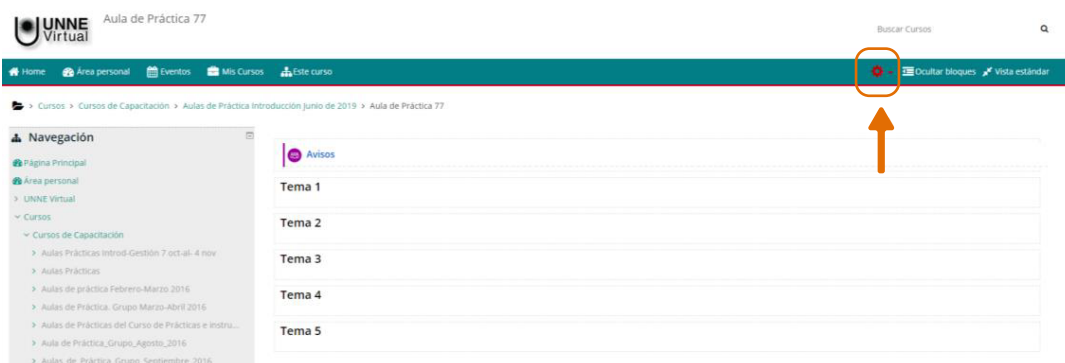 UNNE
Virtual
Aula de Práctica 77
Buscar Cursos
Home Área personal Eventos Mis Cursos Este curso Ocultar bloques Vista estándar
> Cursos > Cursos de Capacitación > Aulas de Práctica Introducción junio de 2019 > Aula de Práctica 77
Navegación
Página Principal
Área personal
UNNE Virtual
Cursos
Cursos de Capacitación
Aulas Prácticas Introd-Gestión 7 oct-al- 4 nov
Aulas Prácticas
Aulas de práctica Febrero-Marzo 2016
Aulas de Práctica. Grupo Marzo-Abril 2016
Aulas de Prácticas del Curso de Prácticas e instru...
Aula de Práctica_Grupo_Agosto_2016
Aulas_de_Práctica_Grupo_Septiembre_2016
Avisos
Tema 1
Tema 2
Tema 3
Tema 4
Tema 5